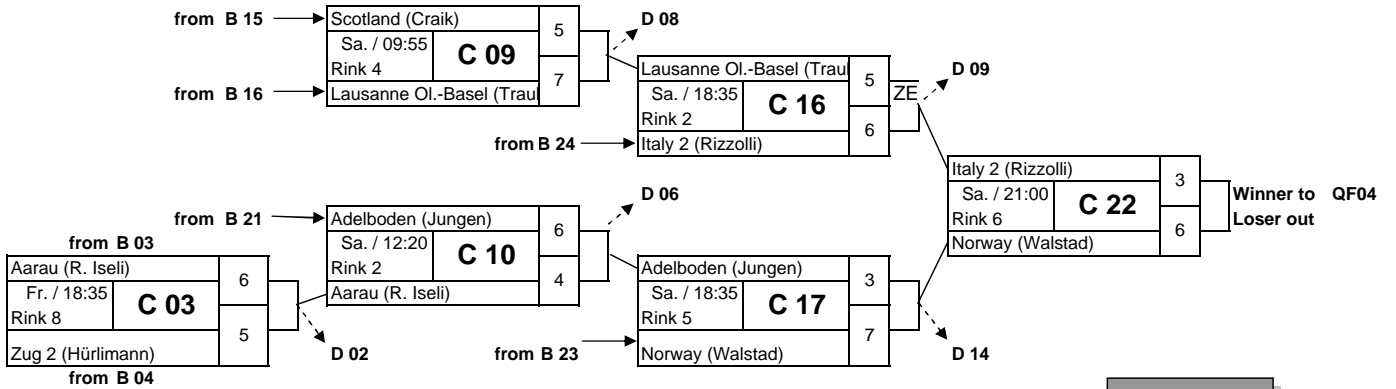 from B 15
Scotland (Craik)
5
D 08
Sa. / 09:55
C 09
Rink 4
7
from B 16
Lausanne Ol.-Basel (Traul
Lausanne Ol.-Basel (Traul
5
ZE
D 09
Sa. / 18:35
C 16
Rink 2
6
from B 24
Italy 2 (Rizzolli)
Italy 2 (Rizzolli)
3
Sa. / 21:00
C 22
Rink 6
6
Norway (Walstad)
Winner to QF04
Loser out
from B 21
Adelboden (Jungen)
6
D 06
Sa. / 12:20
C 10
Rink 2
4
Aarau (R. Iseli)
from B 03
Aarau (R. Iseli)
6
Fr. / 18:35
C 03
Rink 8
5
Zug 2 (Hürlimann)
D 02
from B 04
Adelboden (Jungen)
3
Sa. / 18:35
C 17
Rink 5
7
from B 23
Norway (Walstad)
D 14